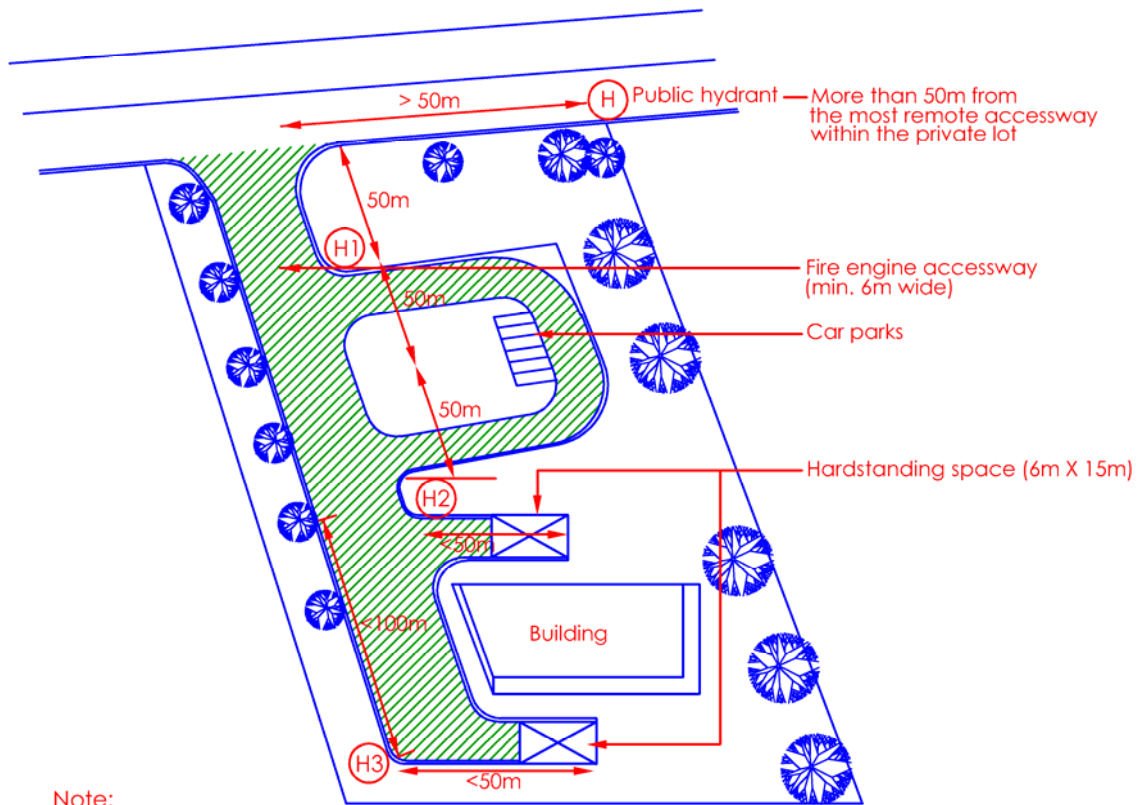 > 50m
H
Public hydrant
More than 50m from
the most remote accessway
within the private lot
50m
H1
Fire engine accessway
(min. 6m wide)
50m
Car parks
50m
Hardstanding space (6m X 15m)
H2
<50m
<100m
Building
H3
<50m
Note: